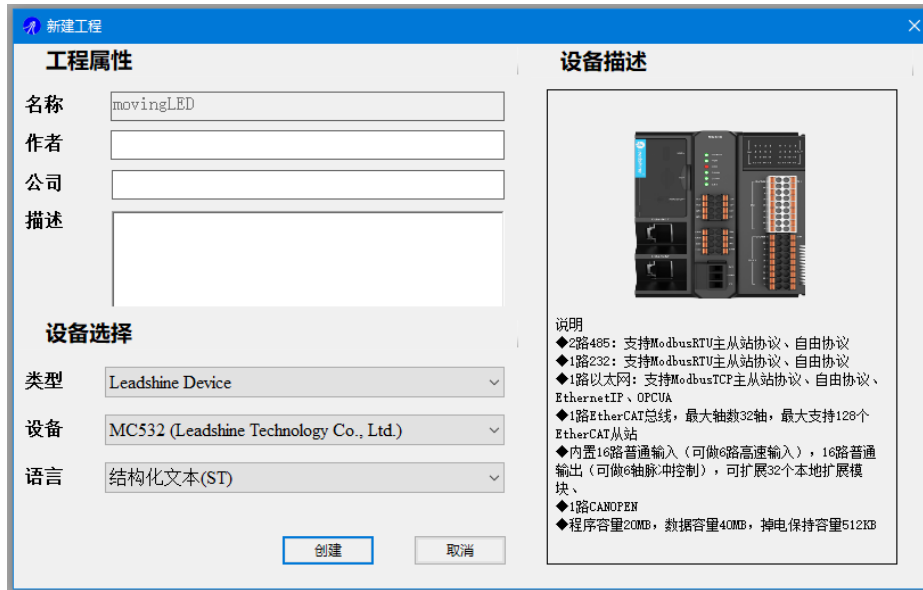 新建工程
工程属性
名称
movingLED
作者
公司
描述
设备选择
类型
Leadshine Device
设备
MC532 (Leadshine Technology Co., Ltd.)
语言
结构化文本(ST)
创建
取消
设备描述
说明
◆2路485：支持ModbusRTU主从站协议、自由协议
◆1路232：支持ModbusRTU主从站协议、自由协议
◆1路以太网：支持ModbusTCP主从站协议、自由协议、
EthernetIP、OPCUA
◆1路EtherCAT总线，最大轴数32轴，最大支持128个
EtherCAT从站
◆内置16路普通输入（可做6路高速输入），16路普通
输出（可做6轴脉冲控制），可扩展32个本地扩展模
块、
◆1路CANOPEN
◆程序容量20MB，数据容量40MB，掉电保持容量512KB